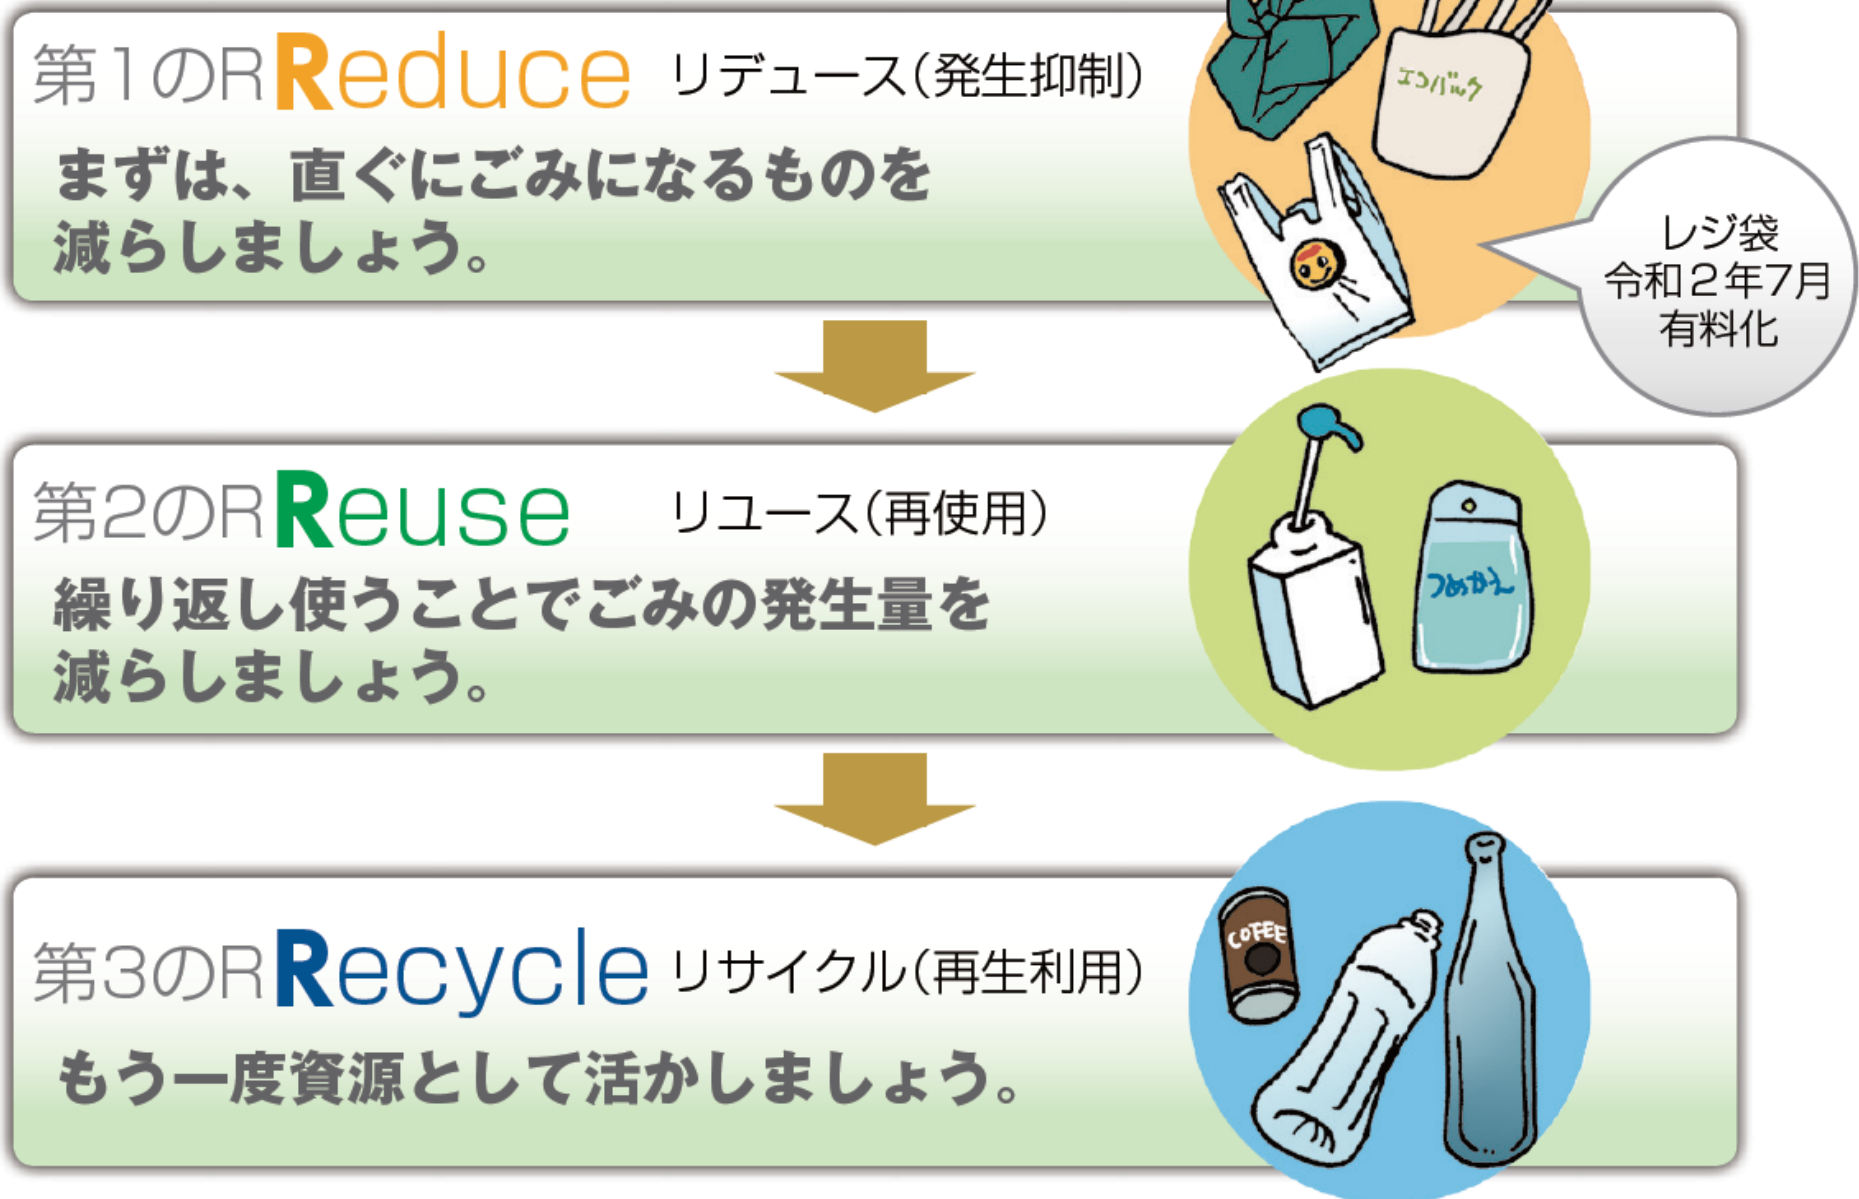 第1のR Reduce リデュース(発生抑制)
まずは、直ぐにごみになるものを
減らしましょう。
エコバック
レジ袋
令和2年7月
有料化
第2のR Reuse リユース(再使用)
繰り返し使うことでごみの発生量を
減らしましょう。
つめかえ
第3のR Recycle リサイクル(再生利用)
COFEE
もう一度資源として活かしましょう。